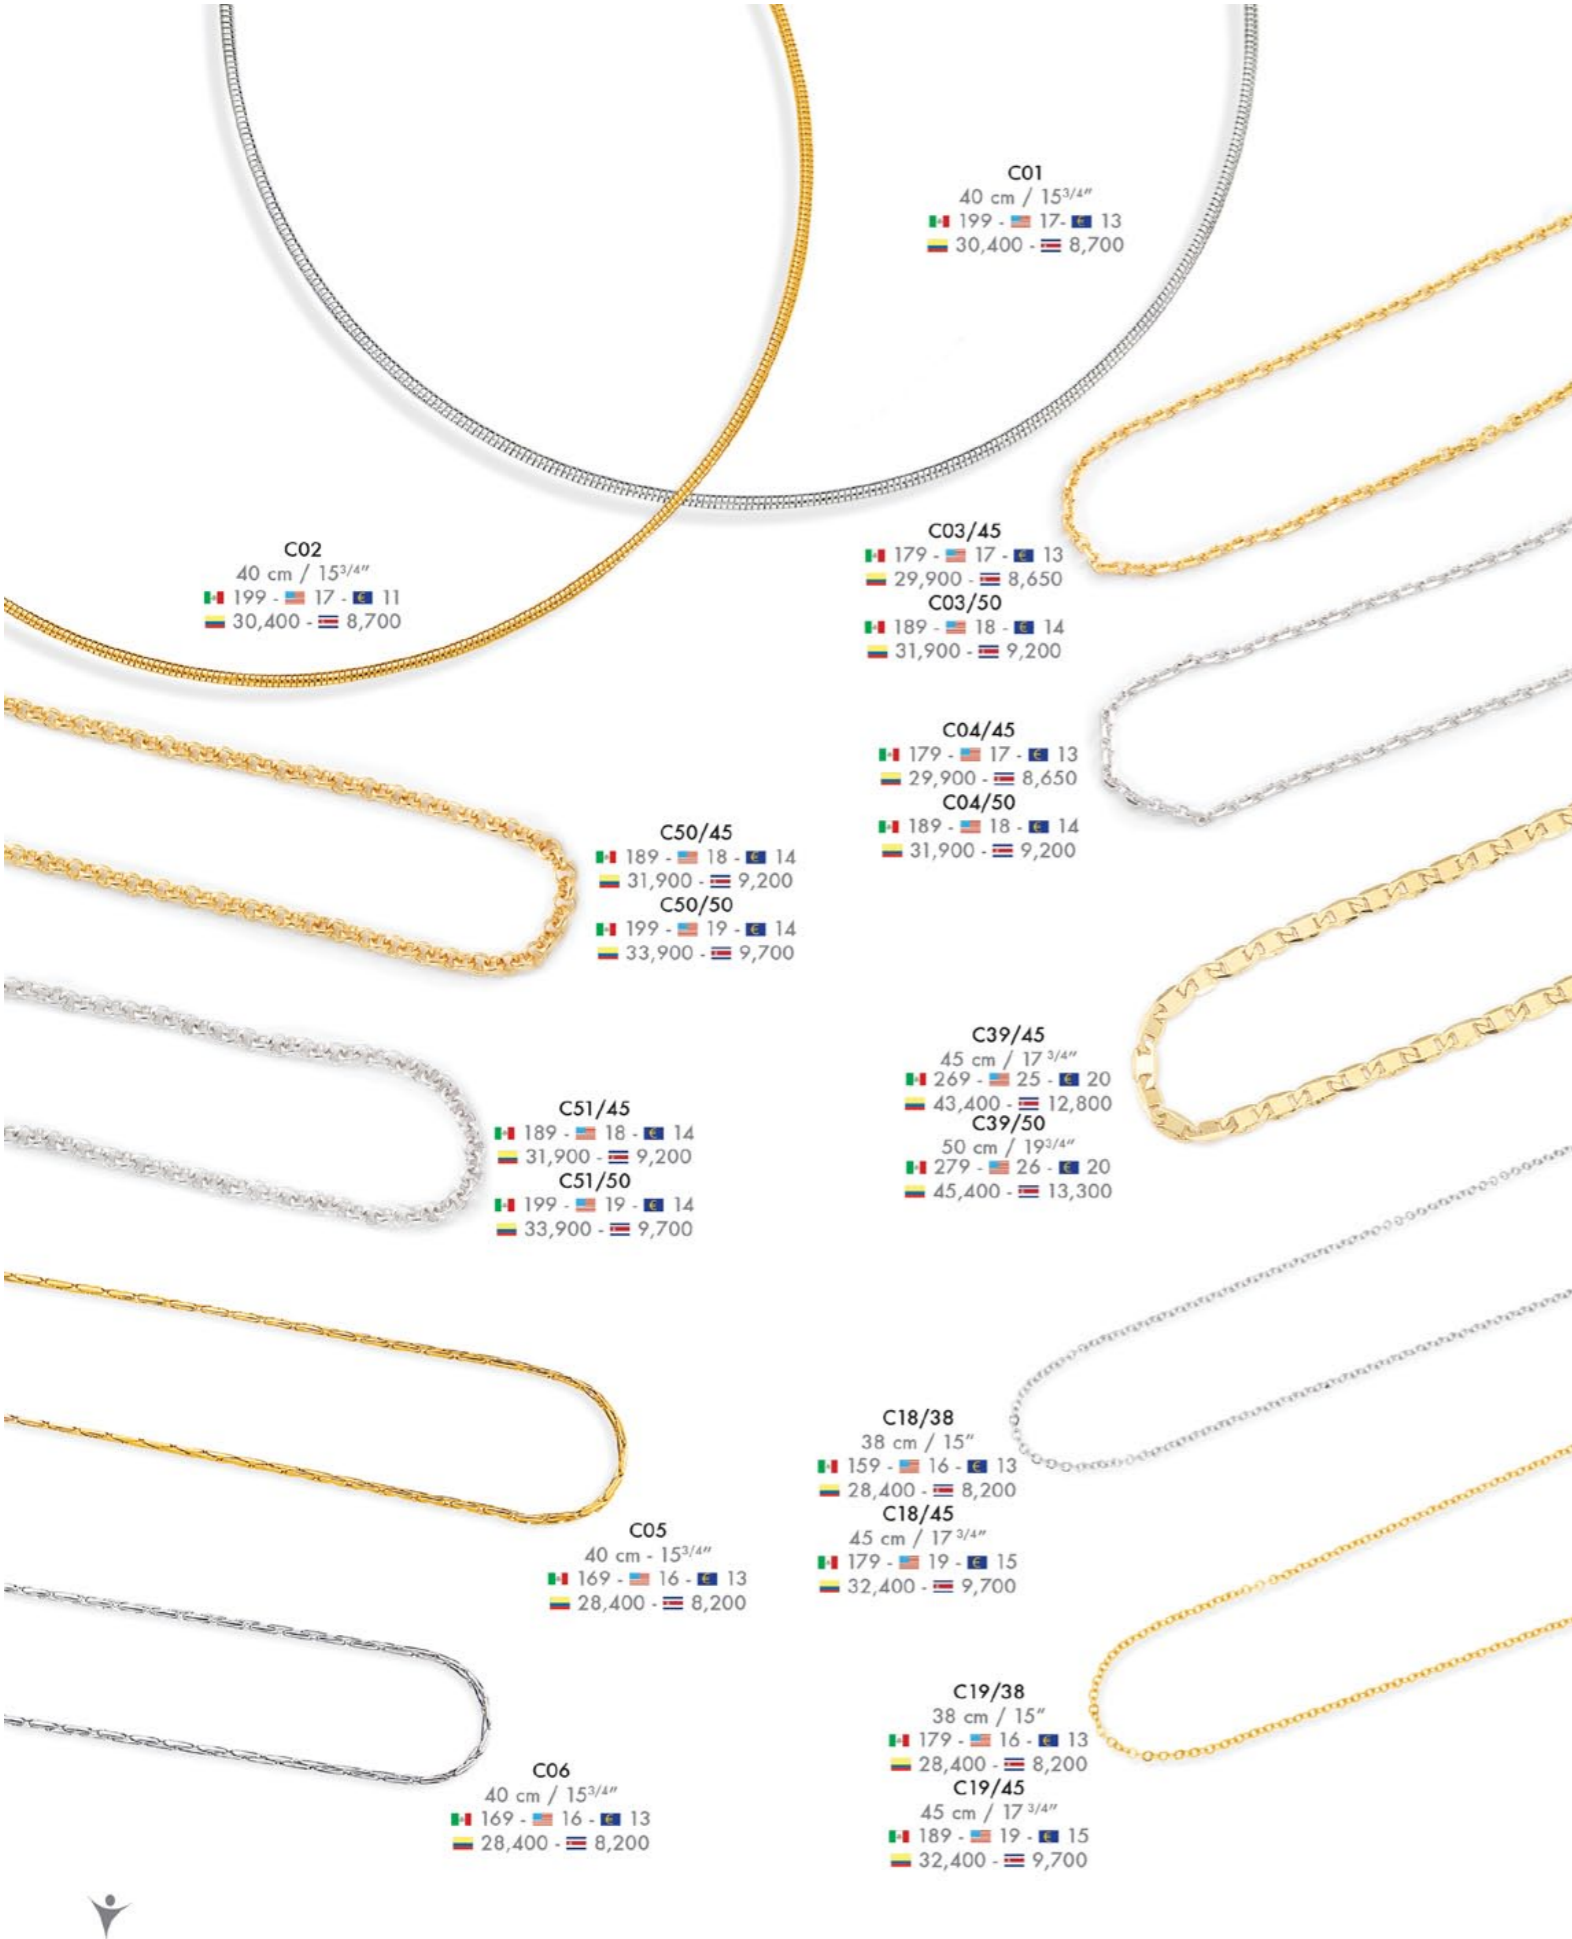 C01
40 cm / 15 3/4"
199 - 17- € 13
30,400 - 8,700
C02
40 cm / 15 3/4"
199 - 17 - € 11
30,400 - 8,700
C03/45
179 - 17 - € 13
29,900 - 8,650
C03/50
189 - 18 - € 14
31,900 - 9,200
C04/45
179 - 17 - € 13
29,900 - 8,650
C04/50
189 - 18 - € 14
31,900 - 9,200
C50/45
189 - 18 - € 14
31,900 - 9,200
C50/50
199 - 19 - € 14
33,900 - 9,700
C39/45
45 cm / 17 3/4"
269 - 25 - € 20
43,400 - 12,800
C39/50
50 cm / 19 3/4"
279 - 26 - € 20
45,400 - 13,300
C51/45
189 - 18 - € 14
31,900 - 9,200
C51/50
199 - 19 - € 14
33,900 - 9,700
C18/38
38 cm / 15"
159 - 16 - € 13
28,400 - 8,200
C18/45
45 cm / 17 3/4"
179 - 19 - € 15
32,400 - 9,700
C05
40 cm - 15 3/4"
169 - 16 - € 13
28,400 - 8,200
C19/38
38 cm / 15"
179 - 16 - € 13
28,400 - 8,200
C19/45
45 cm / 17 3/4"
189 - 19 - € 15
32,400 - 9,700
C06
40 cm / 15 3/4"
169 - 16 - € 13
28,400 - 8,200